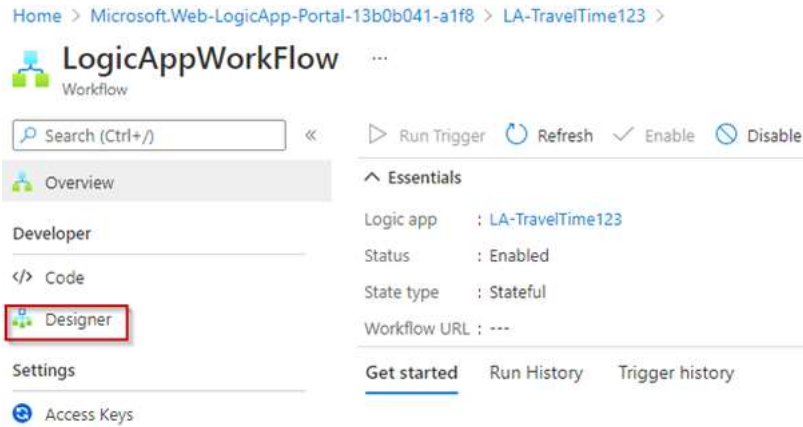 Home > Microsoft.Web-LogicApp-Portal-13b0b041-a1f8 > LA-TravelTime123 >
LogicAppWorkFlow ...
Workflow
Search (Ctrl+/) «
Overview
Developer
</> Code
Designer
Settings
Access Keys
Run Trigger Refresh Enable Disable
Essentials
Logic app : LA-TravelTime123
Status : Enabled
State type : Stateful
Workflow URL : ---
Get started Run History Trigger history